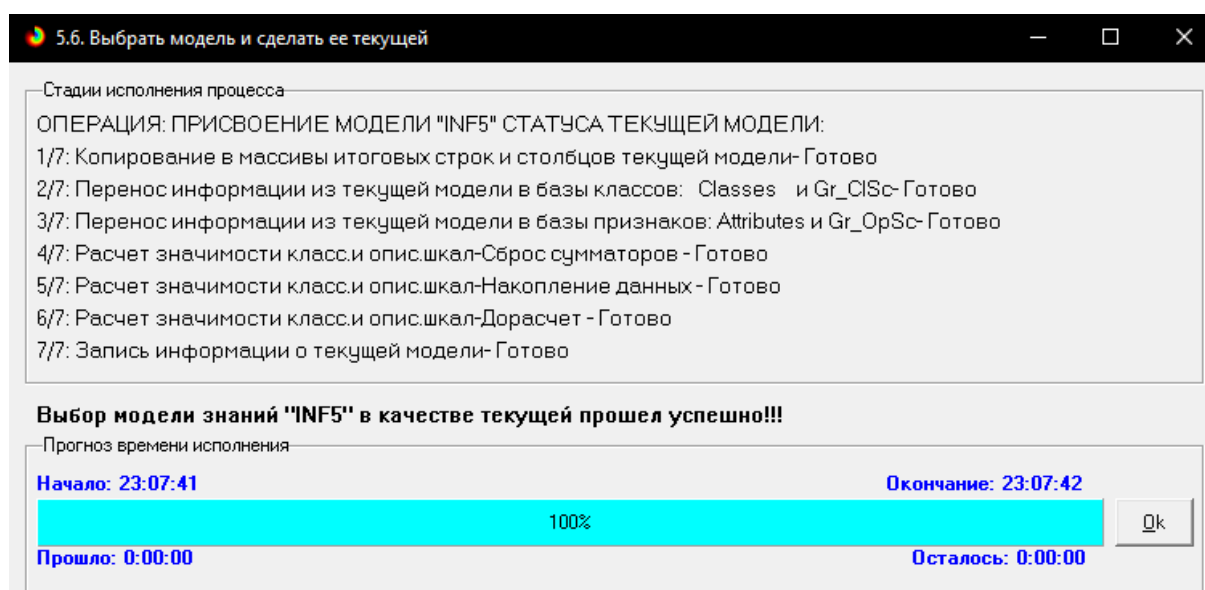 5.6. Выбрать модель и сделать ее текущей
Стадии исполнения процесса
ОПЕРАЦИЯ: ПРИСВОЕНИЕ МОДЕЛИ "INF5" СТАТУСА ТЕКУЩЕЙ МОДЕЛИ:
1/7: Копирование в массивы итоговых строк и столбцов текущей модели- Готово
2/7: Перенос информации из текущей модели в базы классов: Classes и Gr_ClSc- Готово
3/7: Перенос информации из текущей модели в базы признаков: Attributes и Gr_OpSc- Готово
4/7: Расчет значимости класс.и опис.шкал-Сброс сумматоров - Готово
5/7: Расчет значимости класс.и опис.шкал-Накопление данных - Готово
6/7: Расчет значимости класс.и опис.шкал-Дорасчет - Готово
7/7: Запись информации о текущей модели- Готово
Выбор модели знаний "INF5" в качестве текущей прошел успешно!!!
Прогноз времени исполнения
Начало: 23:07:41 Окончание: 23:07:42
100% Ok
Прошло: 0:00:00 Осталось: 0:00:00